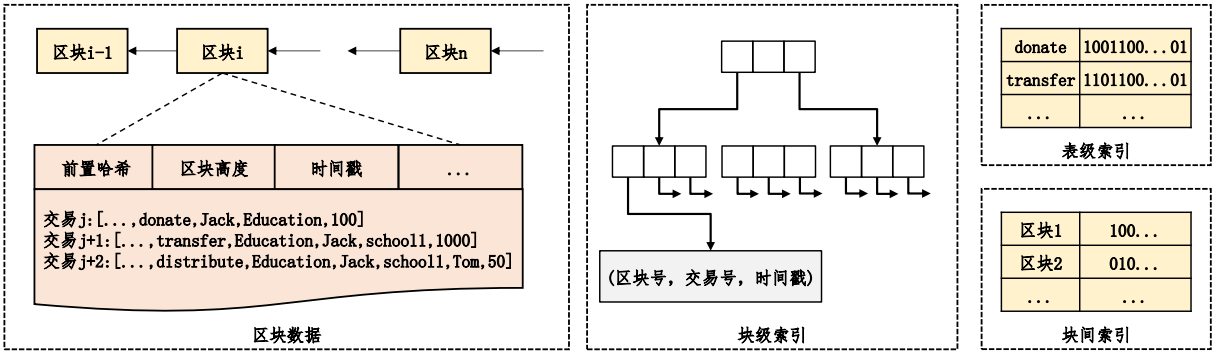 区块i-1 区块i 区块n
前置哈希 区块高度 时间戳 ...
交易j:[...,donate,Jack,Education,100]
交易j+1:[...,transfer,Education,Jack,school1,1000]
交易j+2:[...,distribute,Education,Jack,school1,Tom,50]
区块数据
(区块号，交易号，时间戳)
块级索引
donate 1001100...01
transfer 1101100...01
... ...
表级索引
区块1 100...
区块2 010...
... ...
块间索引